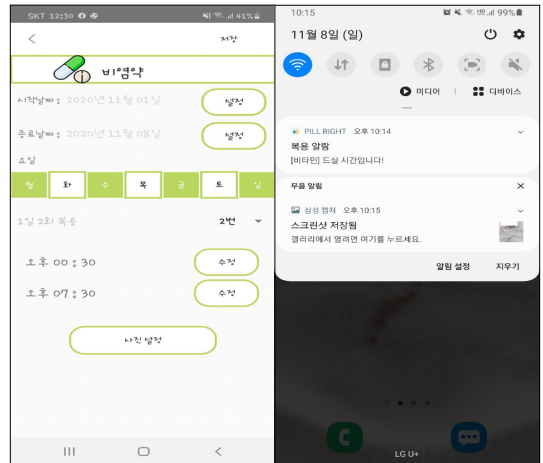 SKT 12:30
41%
저장
비염약
시작날짜 : 2020년 11월 01일
설정
종료날짜 : 2020년 11월 08일
설정
요일
월 화 수 목 금 토 일
1일 2회 복용
2번
오후 00 : 30
수정
오후 07 : 30
수정
사진 설정
10:15
99%
11월 8일 (일)
미디어 | 디바이스
PILL RIGHT 오후 10:14
복용 알람
[비타민] 드실 시간입니다!
무음 알림
삼성 캡처 오후 10:15
스크린샷 저장됨
갤러리에서 열려면 여기를 누르세요.
알림 설정
지우기
LG U+